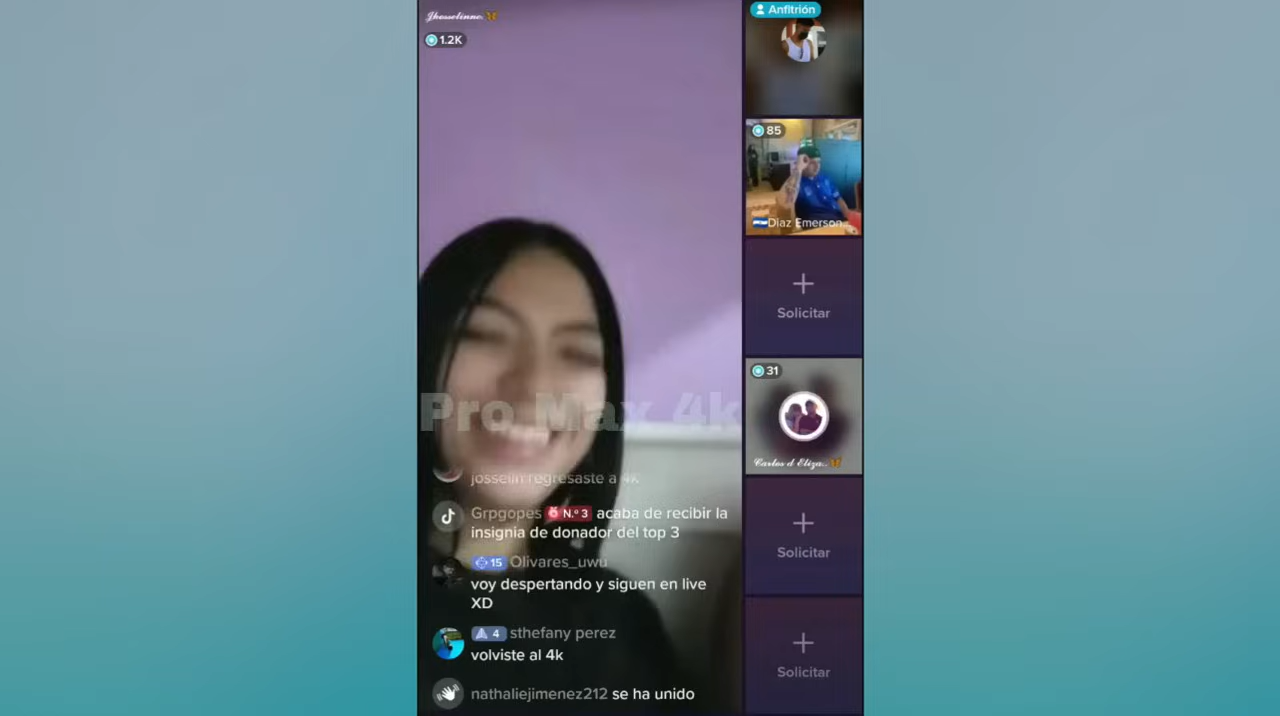 Jhosselinne.
1.2K
Anfitrión
85
Díaz Emerson...
Solicitar
31
Carlos d Eliza..
Solicitar
Solicitar
Pro Max 4k
josselin regresaste a 4k
Grpgopes N.º 3 acaba de recibir la
insignia de donador del top 3
15 Olivares_uwu
voy despertando y siguen en live
XD
4 sthefany perez
volviste al 4k
nathaliejimenez212 se ha unido